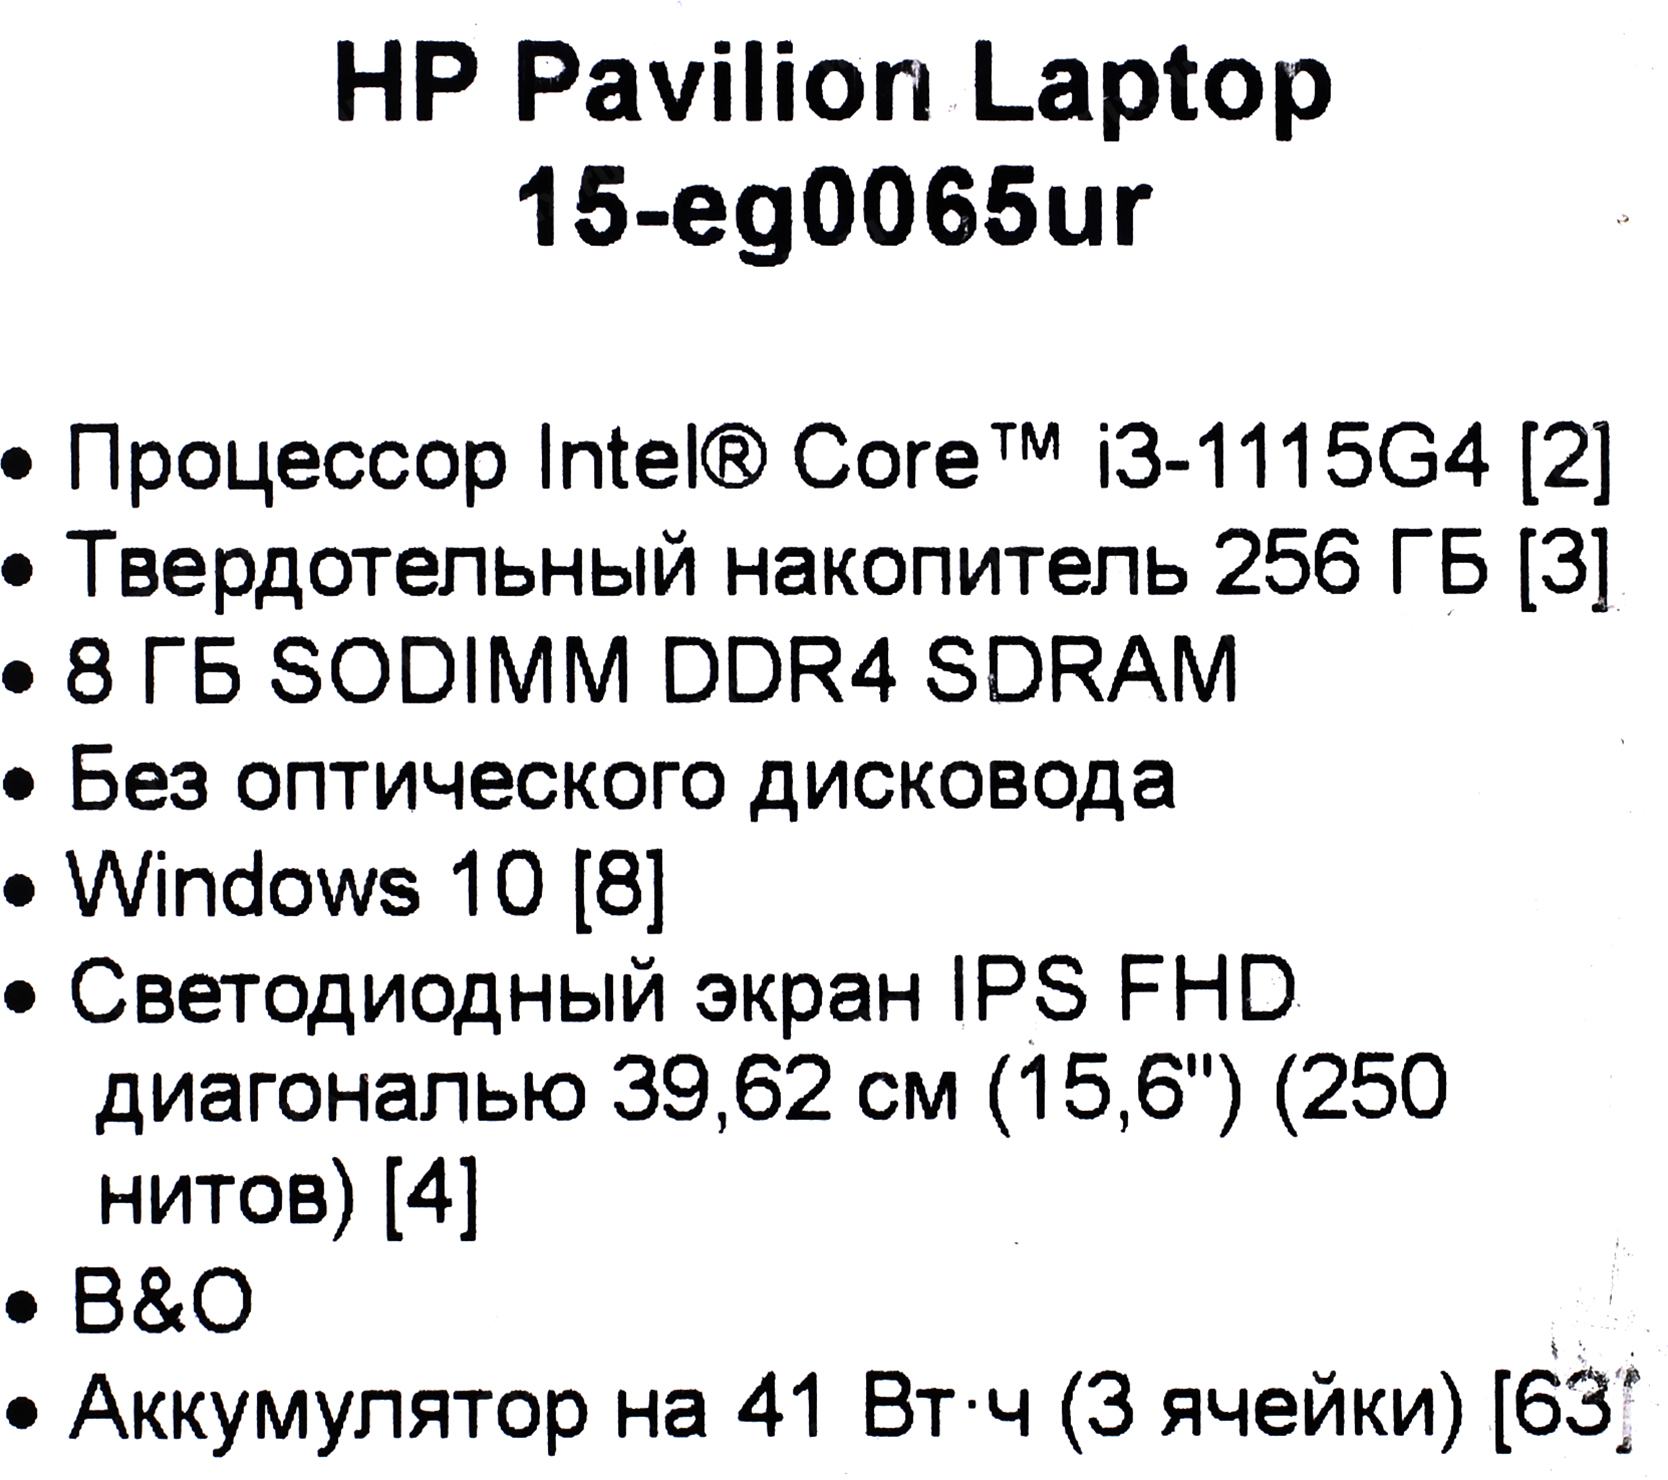 HP Pavilion Laptop
15-eg0065ur
• Процессор Intel® Core™ i3-1115G4 [2]
• Твердотельный накопитель 256 ГБ [3]
• 8 ГБ SODIMM DDR4 SDRAM
• Без оптического дисковода
• Windows 10 [8]
• Светодиодный экран IPS FHD
диагональю 39,62 см (15,6") (250
нитов) [4]
• B&O
• Аккумулятор на 41 Вт·ч (3 ячейки) [63]